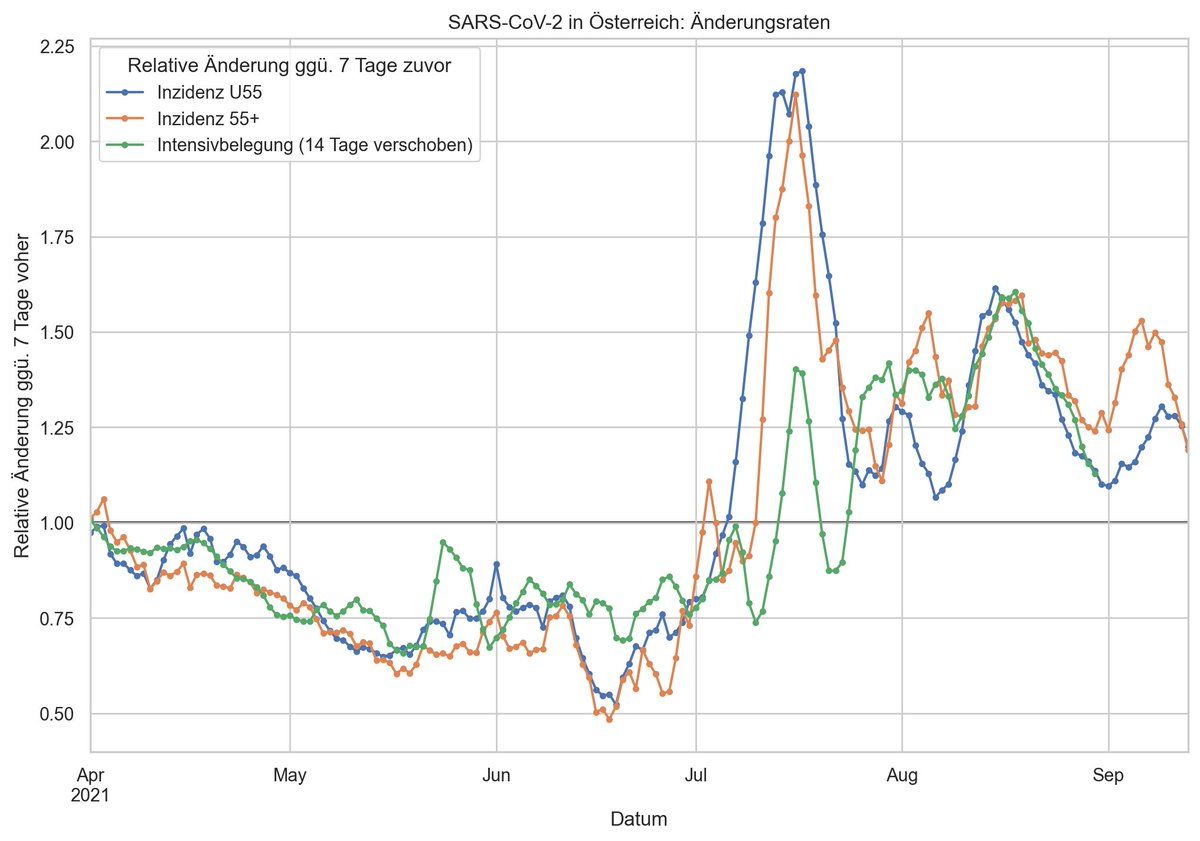 SARS-CoV-2 in Österreich: Änderungsraten
Relative Änderung ggü. 7 Tage zuvor
Inzidenz U55
Inzidenz 55+
Intensivbelegung (14 Tage verschoben)
Relative Änderung ggü. 7 Tage voher
2.25
2.00
1.75
1.50
1.25
1.00
0.75
0.50
Apr May Jun Jul Aug Sep
2021
Datum